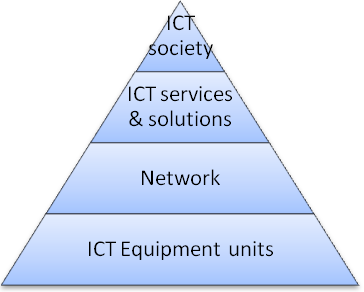 ICT
society
ICT services
& solutions
Network
ICT Equipment units